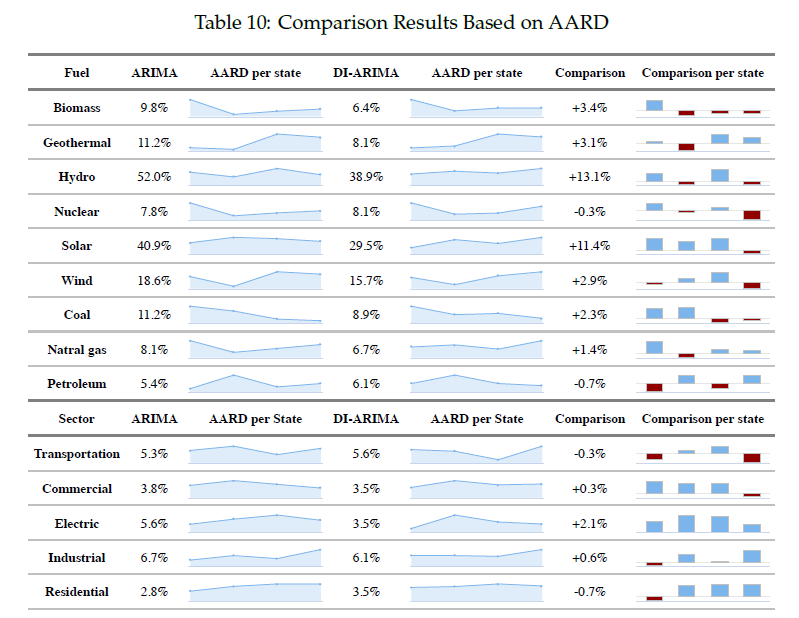 Table 10: Comparison Results Based on AARD
Fuel ARIMA AARD per state DI-ARIMA AARD per state Comparison Comparison per state
Biomass 9.8% 6.4% +3.4%
Geothermal 11.2% 8.1% +3.1%
Hydro 52.0% 38.9% +13.1%
Nuclear 7.8% 8.1% -0.3%
Solar 40.9% 29.5% +11.4%
Wind 18.6% 15.7% +2.9%
Coal 11.2% 8.9% +2.3%
Natral gas 8.1% 6.7% +1.4%
Petroleum 5.4% 6.1% -0.7%
Sector ARIMA AARD per State DI-ARIMA AARD per State Comparison Comparison per state
Transportation 5.3% 5.6% -0.3%
Commercial 3.8% 3.5% +0.3%
Electric 5.6% 3.5% +2.1%
Industrial 6.7% 6.1% +0.6%
Residential 2.8% 3.5% -0.7%